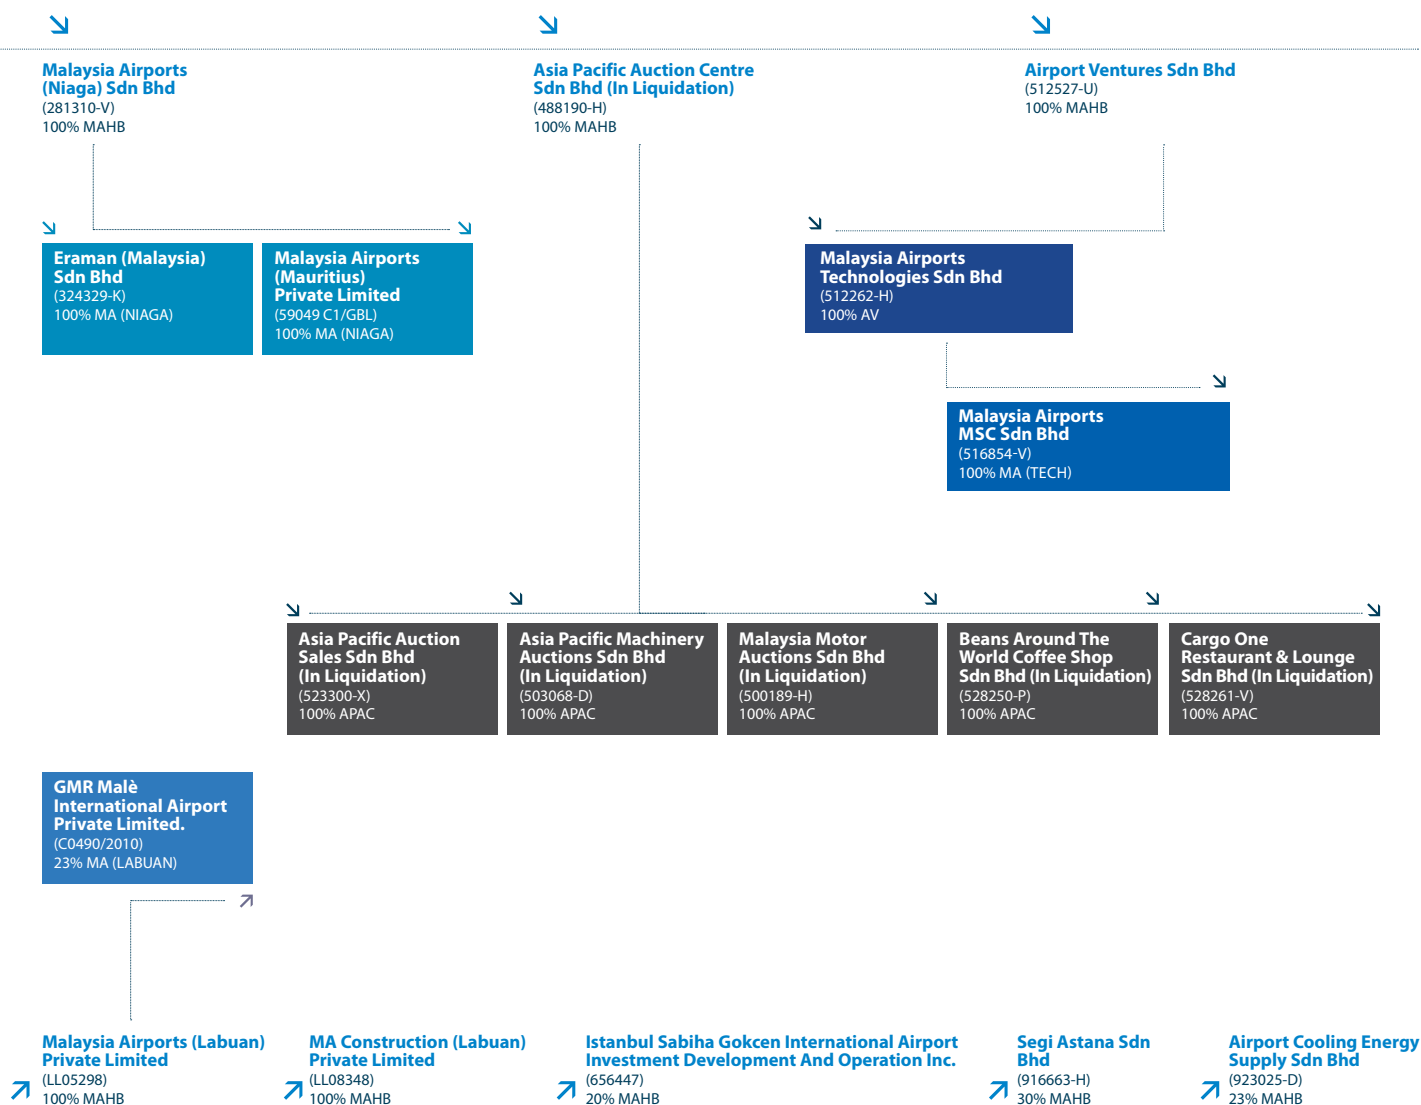 Malaysia Airports
(Niaga) Sdn Bhd
(281310-V)
100% MAHB
Asia Pacific Auction Centre
Sdn Bhd (In Liquidation)
(488190-H)
100% MAHB
Airport Ventures Sdn Bhd
(512527-U)
100% MAHB
Eraman (Malaysia)
Sdn Bhd
(324329-K)
100% MA (NIAGA)
Malaysia Airports
(Mauritius)
Private Limited
(59049 C1/GBL)
100% MA (NIAGA)
Malaysia Airports
Technologies Sdn Bhd
(512262-H)
100% AV
Malaysia Airports
MSC Sdn Bhd
(516854-V)
100% MA (TECH)
Asia Pacific Auction
Sales Sdn Bhd
(In Liquidation)
(523300-X)
100% APAC
Asia Pacific Machinery
Auctions Sdn Bhd
(In Liquidation)
(503068-D)
100% APAC
Malaysia Motor
Auctions Sdn Bhd
(In Liquidation)
(500189-H)
100% APAC
Beans Around The
World Coffee Shop
Sdn Bhd (In Liquidation)
(528250-P)
100% APAC
Cargo One
Restaurant & Lounge
Sdn Bhd (In Liquidation)
(528261-V)
100% APAC
GMR Malè
International Airport
Private Limited.
(C0490/2010)
23% MA (LABUAN)
Malaysia Airports (Labuan)
Private Limited
(LL05298)
100% MAHB
MA Construction (Labuan)
Private Limited
(LL08348)
100% MAHB
Istanbul Sabiha Gokcen International Airport
Investment Development And Operation Inc.
(656447)
20% MAHB
Segi Astana Sdn
Bhd
(916663-H)
30% MAHB
Airport Cooling Energy
Supply Sdn Bhd
(923025-D)
23% MAHB